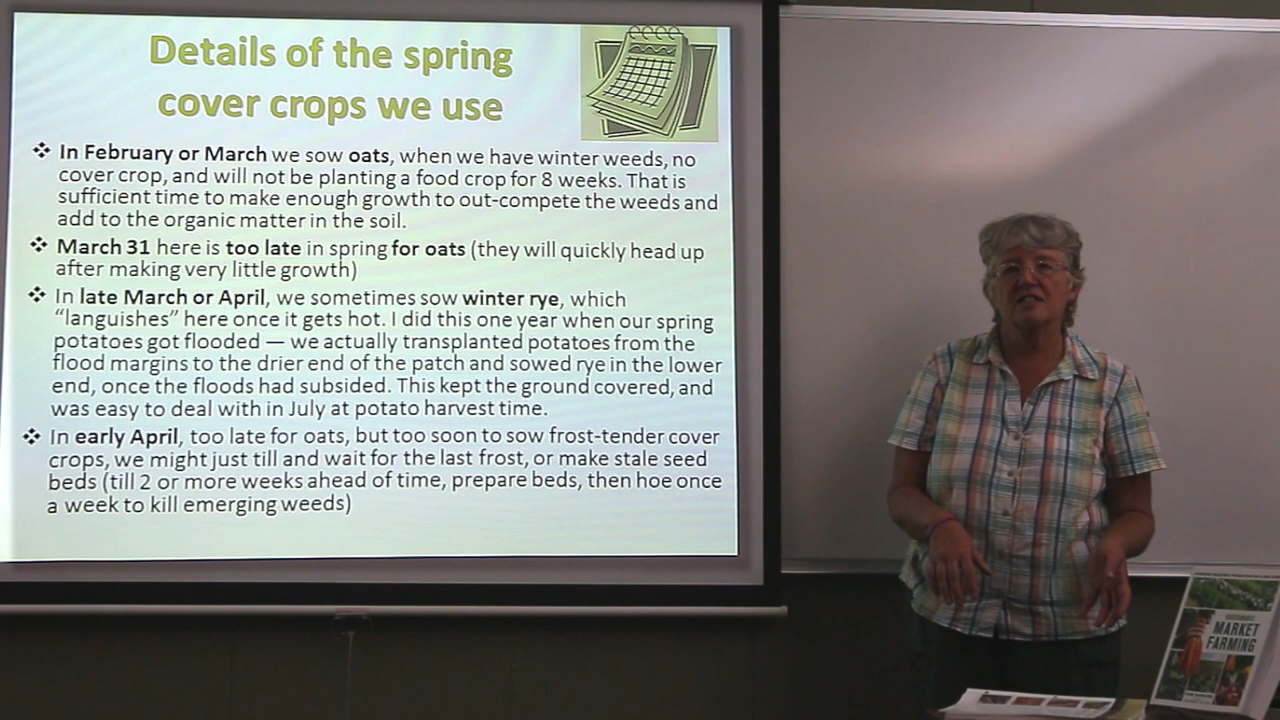 Details of the spring
cover crops we use
❖ In February or March we sow oats, when we have winter weeds, no
cover crop, and will not be planting a food crop for 8 weeks. That is
sufficient time to make enough growth to out-compete the weeds and
add to the organic matter in the soil.
❖ March 31 here is too late in spring for oats (they will quickly head up
after making very little growth)
❖ In late March or April, we sometimes sow winter rye, which
“languishes” here once it gets hot. I did this one year when our spring
potatoes got flooded — we actually transplanted potatoes from the
flood margins to the drier end of the patch and sowed rye in the lower
end, once the floods had subsided. This kept the ground covered, and
was easy to deal with in July at potato harvest time.
❖ In early April, too late for oats, but too soon to sow frost-tender cover
crops, we might just till and wait for the last frost, or make stale seed
beds (till 2 or more weeks ahead of time, prepare beds, then hoe once
a week to kill emerging weeds)
SUSTAINABLE
MARKET
FARMING